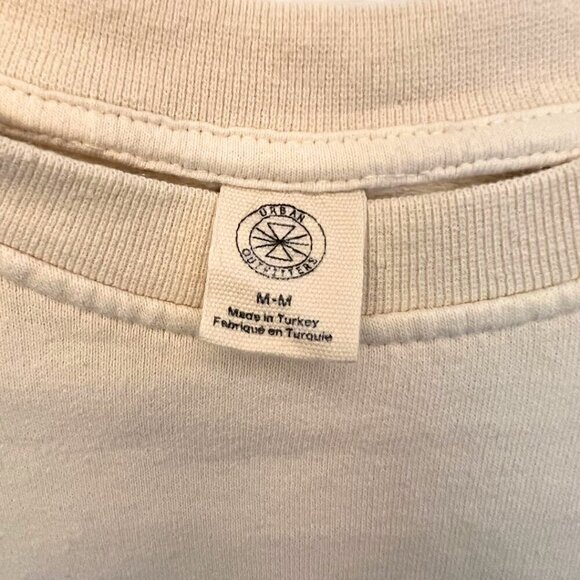 URBAN
OUTFITTERS
M-M
Made in Turkey
Fabriqué en Turquie